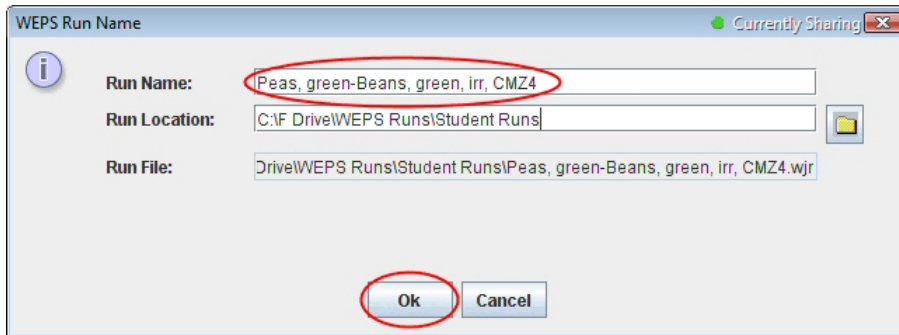 WEPS Run Name Currently Sharing
i
Run Name: Peas, green-Beans, green, irr, CMZ4
Run Location: C:\F Drive\WEPS Runs\Student Runs
Run File: Drive\WEPS Runs\Student Runs\Peas, green-Beans, green, irr, CMZ4.wjr
Ok Cancel